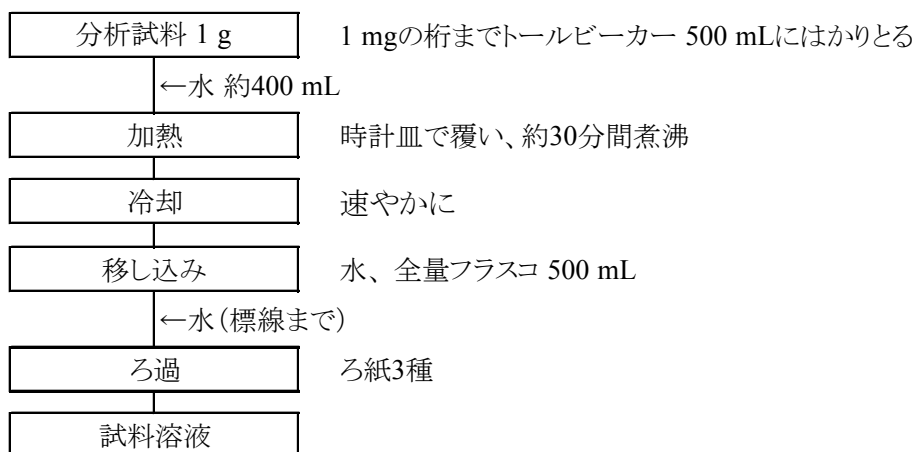 分析試料 1 g 1 mgの桁までトールビーカー 500 mLにはかりとる
←水 約400 mL
加熱 時計皿で覆い、約30分間煮沸
冷却 速やかに
移し込み 水、全量フラスコ 500 mL
←水（標線まで）
ろ過 ろ紙3種
試料溶液